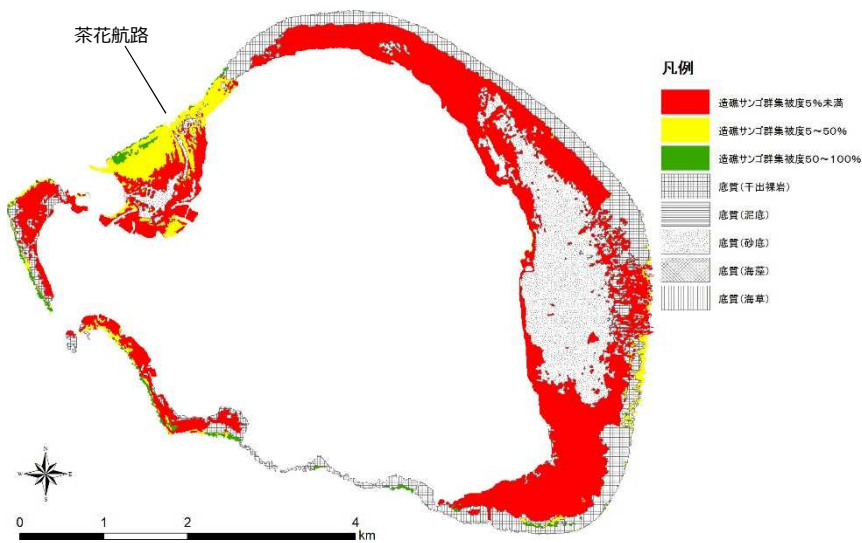 茶花航路
凡例
造礁サンゴ群集被度5%未満
造礁サンゴ群集被度5～50%
造礁サンゴ群集被度50～100%
底質(干出裸岩)
底質(泥底)
底質(砂底)
底質(海藻)
底質(海草)
N
W E
S
0 1 2 4
km